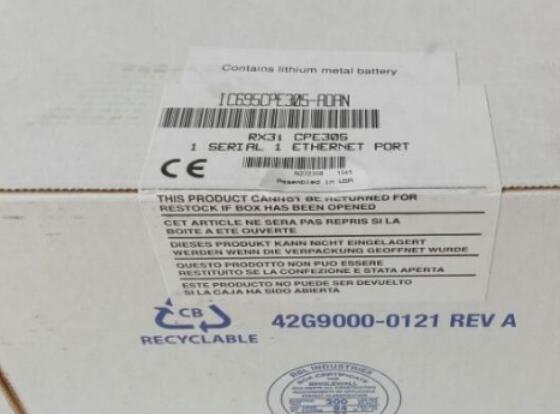 Contains lithium metal battery
IC695CPE305-ADAN
RX3i CPE305
1 SERIAL 1 ETHERNET PORT
CE
Assembled in USA
THIS PRODUCT CANNOT BE RETURNED FOR
RESTOCK IF BOX HAS BEEN OPENED
CET ARTICLE NE SERA PAS REPRIS SI LA
BOITE A ETE OUVERTE
DIESES PRODUKT KANN NICHT EINGELAGERT
WERDEN WENN DIE VERPACKUNG GEOFFNET WURDE
QUESTO PRODOTTO NON PUO ESSERE
RESTITUITO SE LA CONFEZIONE E STATA APERTA
ESTE PRODUCTO NO PUEDE SER DEVUELTO
SI LA CAJA HA SIDO ABIERTA
CB
RECYCLABLE
42G9000-0121 REV A
INDUSTRIES
SINGLEWALL
200